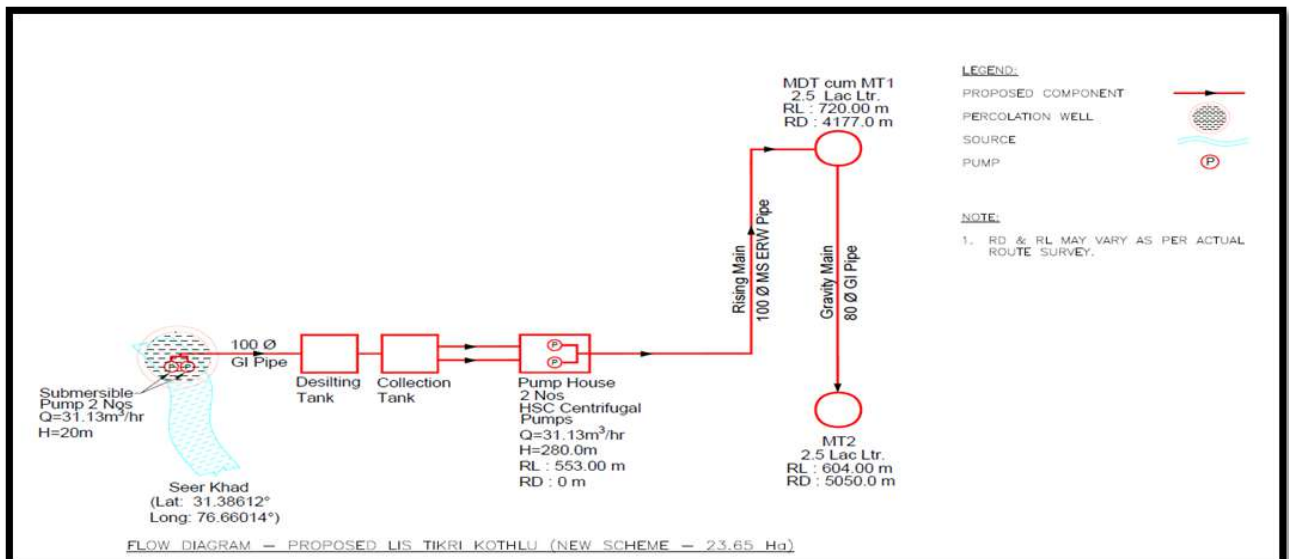 MDT cum MT1
2.5 Lac Ltr.
RL : 720.00 m
RD : 4177.0 m
LEGEND:
PROPOSED COMPONENT
PERCOLATION WELL
SOURCE
PUMP
P
NOTE:
1. RD & RL MAY VARY AS PER ACTUAL
ROUTE SURVEY.
Rising Main
100 Ø MS ERW Pipe
Gravity Main
80 Ø GI Pipe
100 Ø
GI Pipe
P P
Submersible
Pump 2 Nos
Q=31.13m³/hr
H=20m
Desilting
Tank
Collection
Tank
P
P
Pump House
2 Nos
HSC Centrifugal
Pumps
Q=31.13m³/hr
H=280.0m
RL : 553.00 m
RD : 0 m
MT2
2.5 Lac Ltr.
RL : 604.00 m
RD : 5050.0 m
Seer Khad
(Lat: 31.38612°
Long: 76.66014°)
FLOW DIAGRAM – PROPOSED LIS TIKRI KOTHLU (NEW SCHEME – 23.65 Ha)